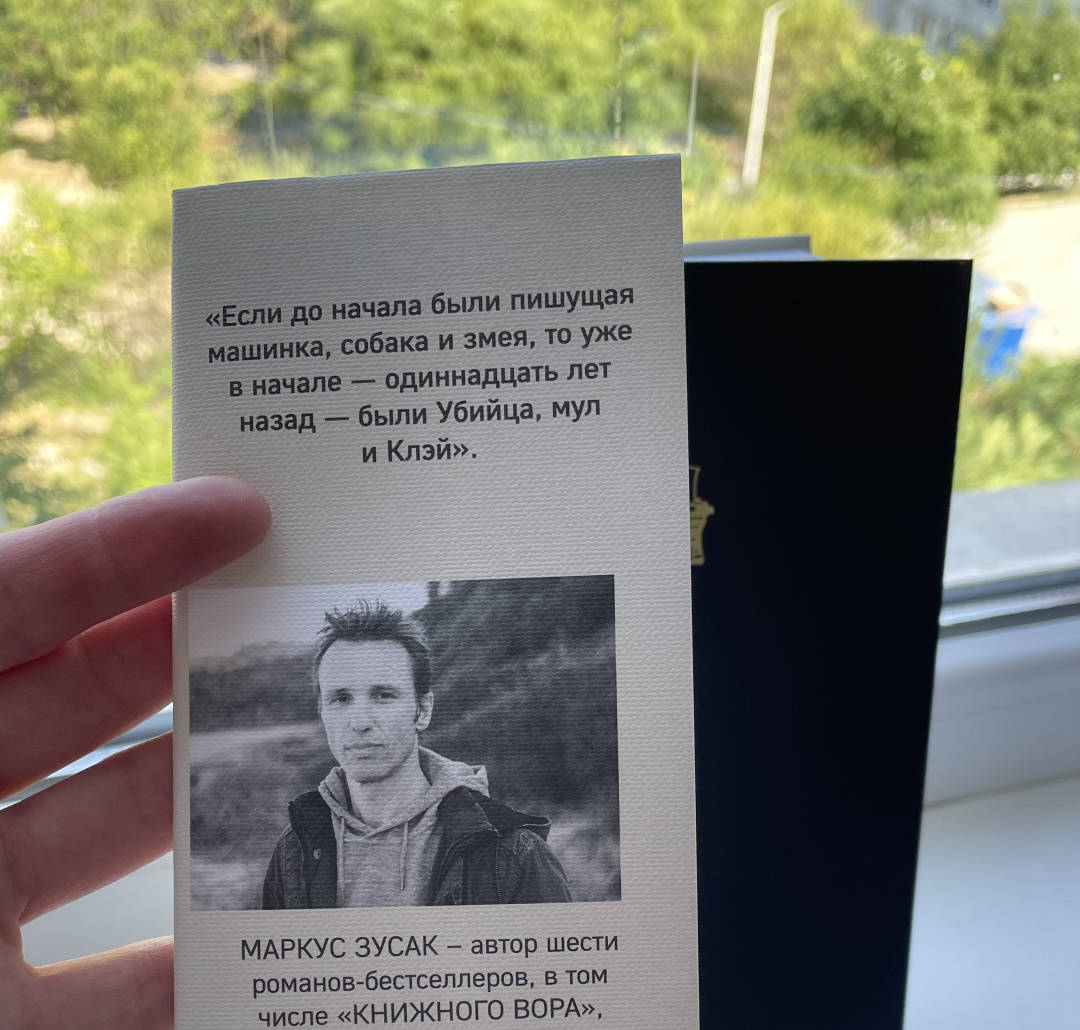 «Если до начала были пишущая
машинка, собака и змея, то уже
в начале — одиннадцать лет
назад — были Убийца, мул
и Клэй».
МАРКУС ЗУСАК – автор шести
романов-бестселлеров, в том
числе «КНИЖНОГО ВОРА»,